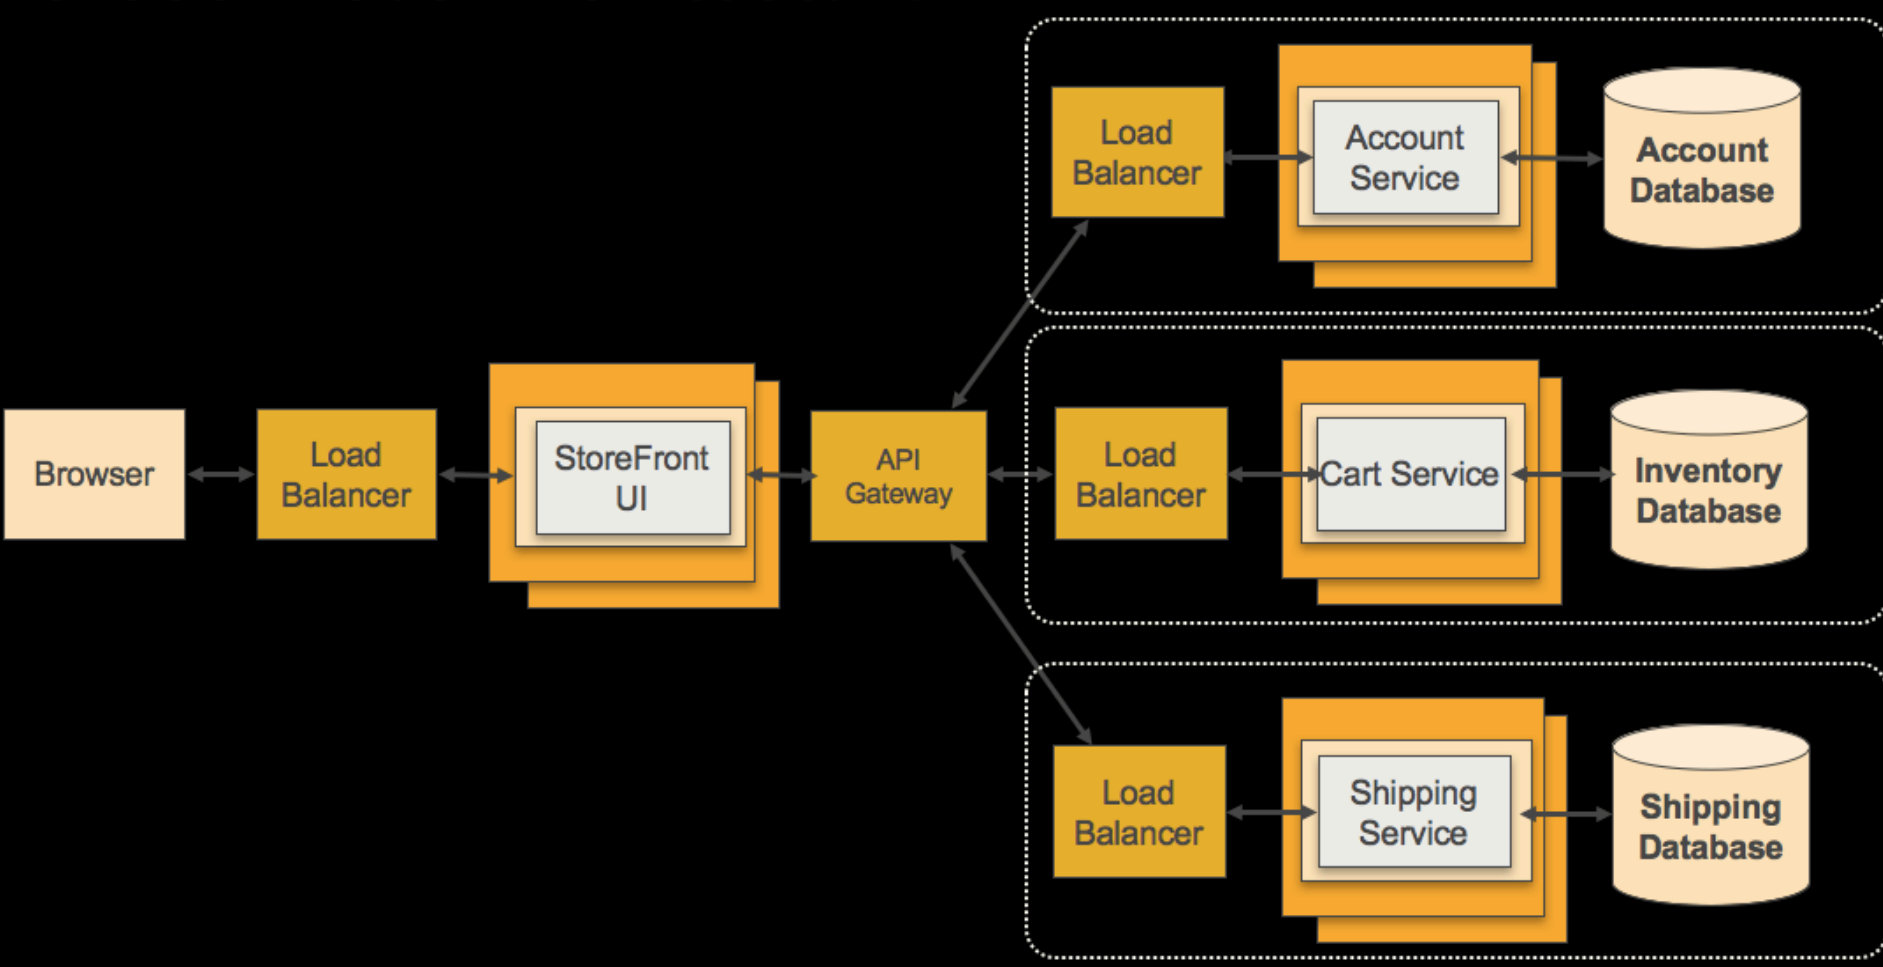 Browser
Load
Balancer
StoreFront
UI
API
Gateway
Load
Balancer
Account
Service
Account
Database
Load
Balancer
Cart Service
Inventory
Database
Load
Balancer
Shipping
Service
Shipping
Database